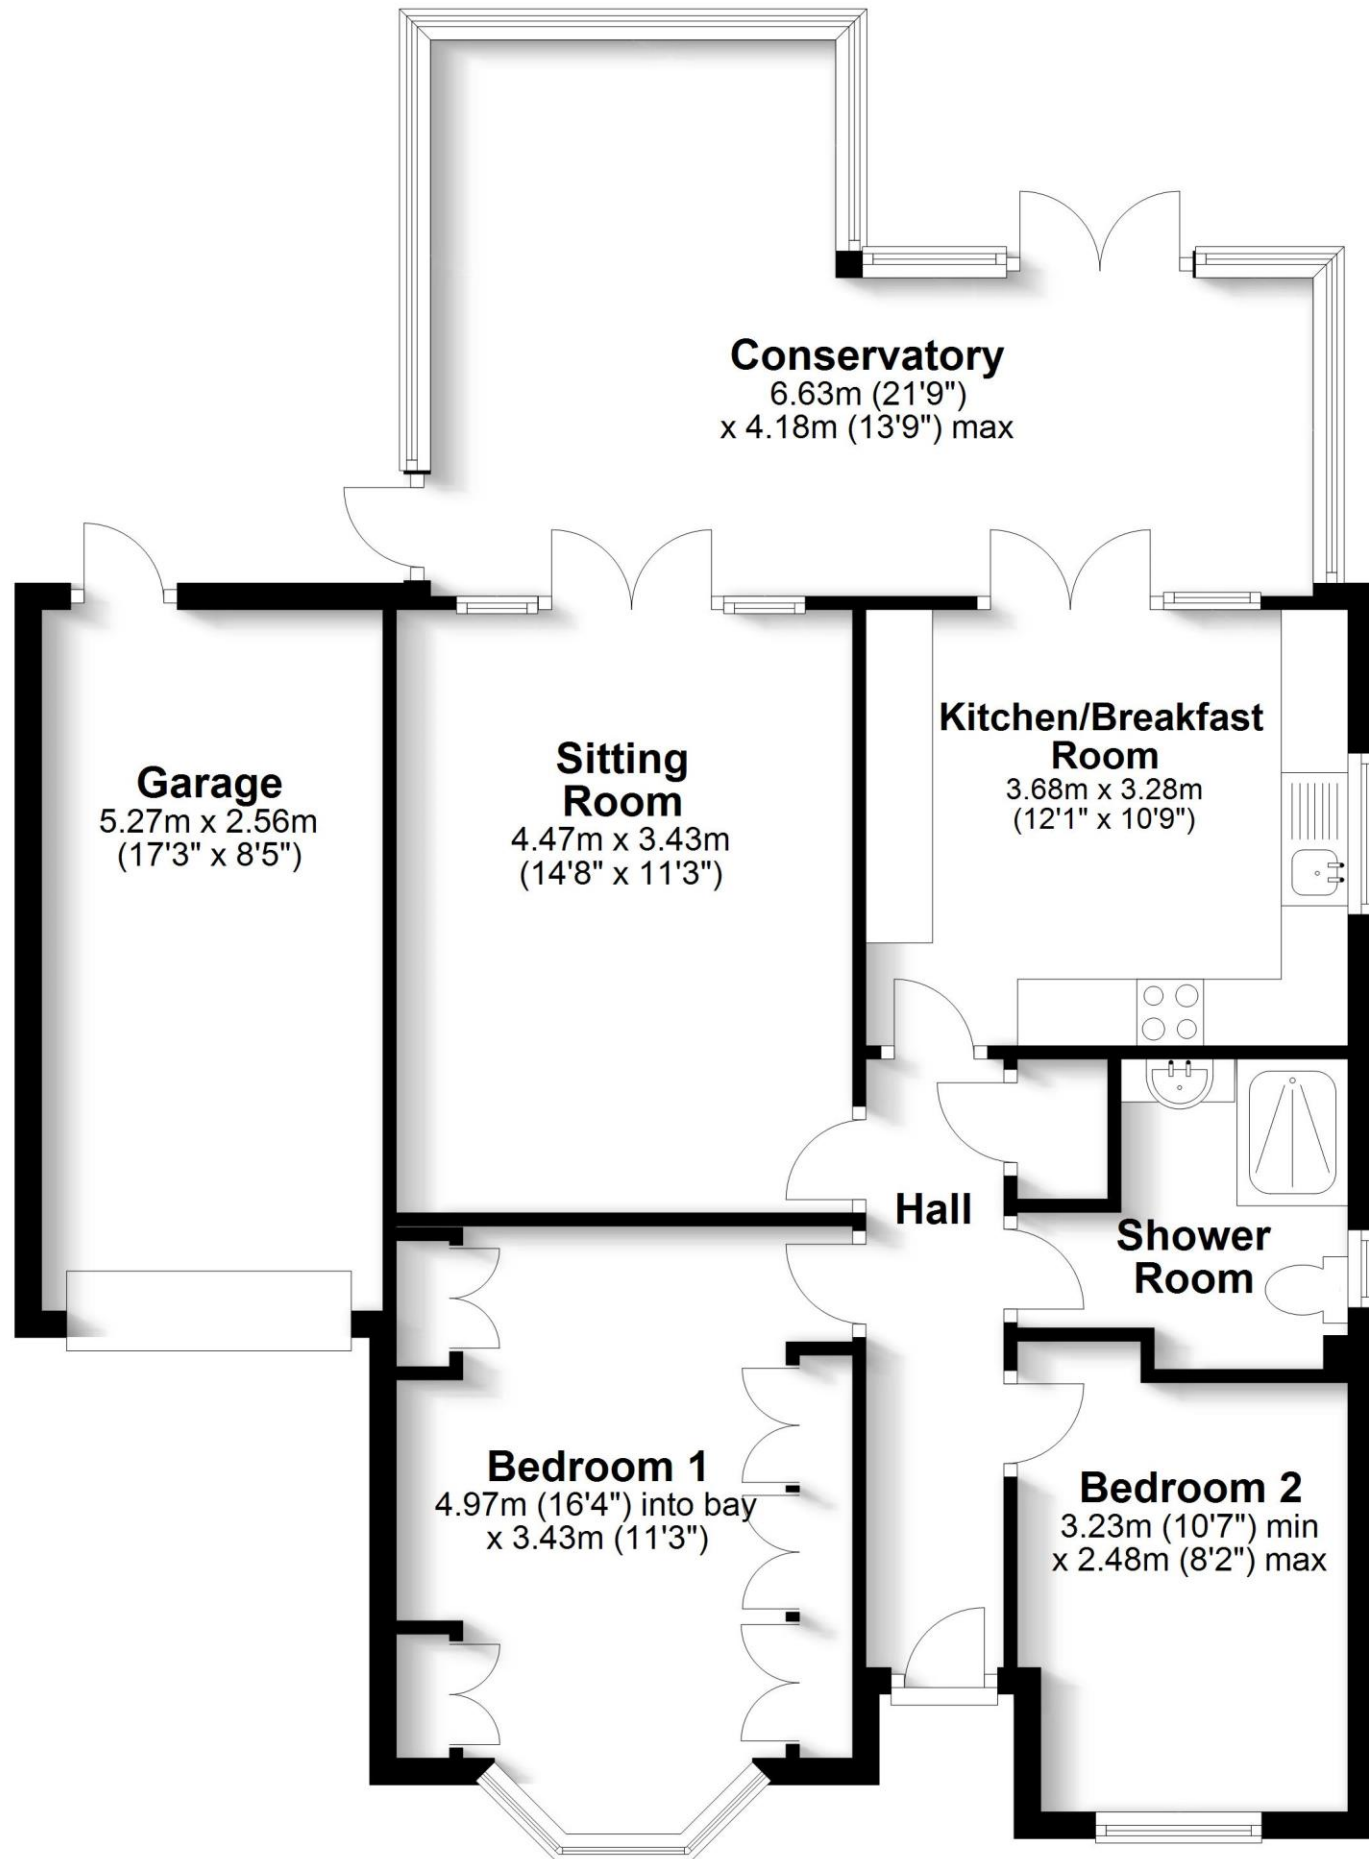 Conservatory
6.63m (21'9")
x 4.18m (13'9") max
Kitchen/Breakfast
Room
3.68m x 3.28m
(12'1" x 10'9")
Sitting
Room
4.47m x 3.43m
(14'8" x 11'3")
Garage
5.27m x 2.56m
(17'3" x 8'5")
Hall
Shower
Room
Bedroom 1
4.97m (16'4") into bay
x 3.43m (11'3")
Bedroom 2
3.23m (10'7") min
x 2.48m (8'2") max